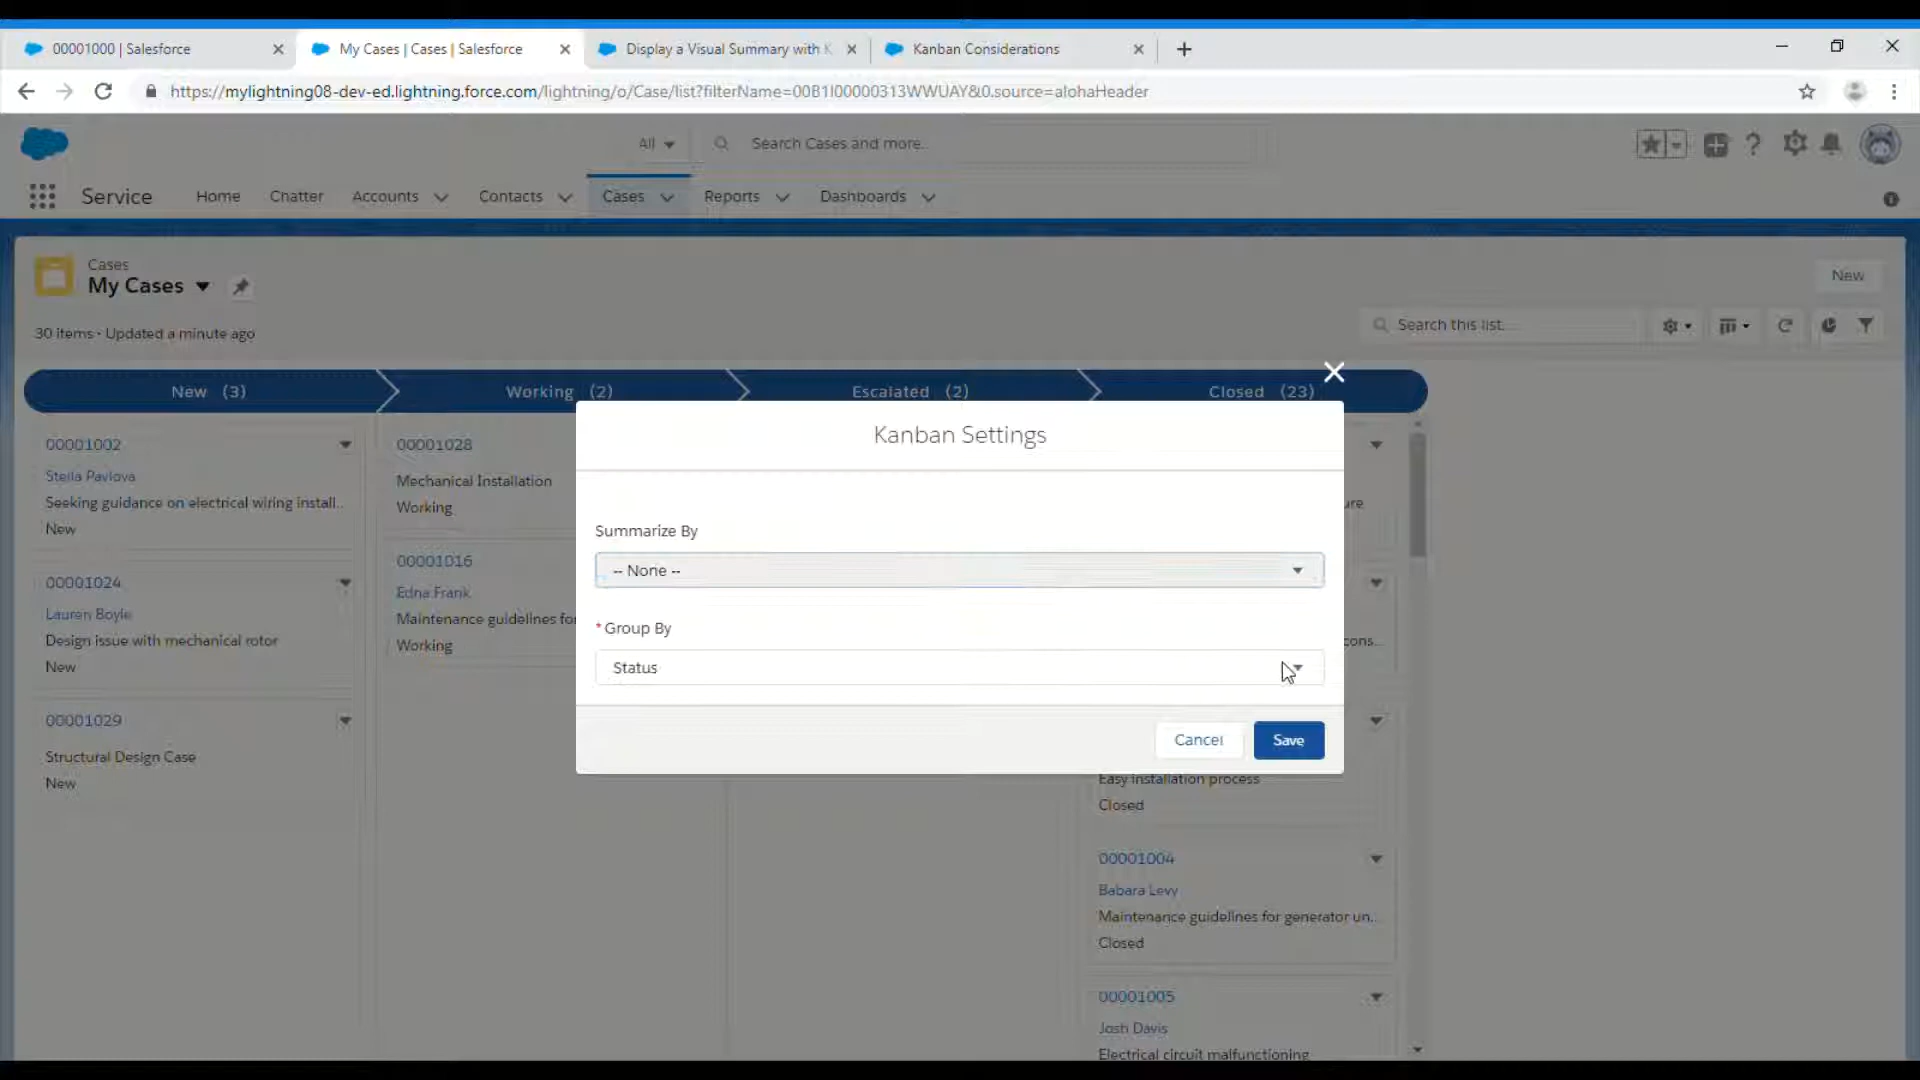 00001000 | Salesforce
My Cases | Cases | Salesforce
Display a Visual Summary with K
Kanban Considerations
https://mylightning08-dev-ed.lightning.force.com/lightning/o/Case/list?filterName=00B1I00000313WWUAY&0.source=alohaHeader
All
Search Cases and more...
Service
Home
Chatter
Accounts
Contacts
Cases
Reports
Dashboards
Cases
My Cases
New
30 items • Updated a minute ago
Search this list...
New (3)
Working (2)
Escalated (2)
Closed (23)
00001002
Stella Pavlova
Seeking guidance on electrical wiring install...
New
00001024
Lauren Boyle
Design issue with mechanical rotor
New
00001029
Structural Design Case
New
00001028
Mechanical Installation
Working
00001016
Edna Frank
Maintenance guidelines fo
Working
Kanban Settings
Summarize By
-- None --
* Group By
Status
Cancel
Save
ure
cons...
Easy installation process
Closed
00001004
Babara Levy
Maintenance guidelines for generator un...
Closed
00001005
Josh Davis
Electrical circuit malfunctioning